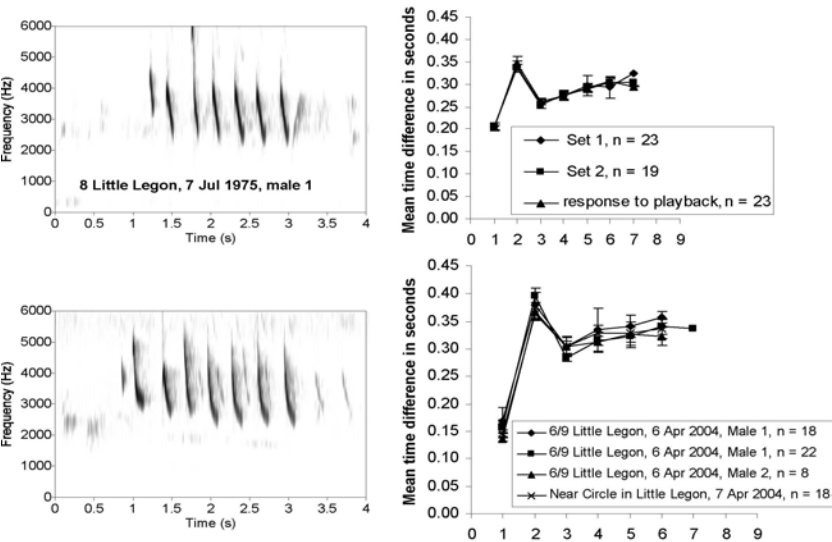 6000
5000
4000
3000
2000
1000
0
Frequency (Hz)
8 Little Legon, 7 Jul 1975, male 1
0 0.5 1 1.5 2 2.5 3 3.5 4
Time (s)
0.45
0.40
0.35
0.30
0.25
0.20
0.15
0.10
0.05
0.00
Mean time difference in seconds
Set 1, n = 23
Set 2, n = 19
response to playback, n = 23
0 1 2 3 4 5 6 7 8 9
6000
5000
4000
3000
2000
1000
0
Frequency (Hz)
0 0.5 1 1.5 2 2.5 3 3.5 4
Time (s)
0.45
0.40
0.35
0.30
0.25
0.20
0.15
0.10
0.05
0.00
Mean time difference in seconds
6/9 Little Legon, 6 Apr 2004, Male 1, n = 18
6/9 Little Legon, 6 Apr 2004, Male 1, n = 22
6/9 Little Legon, 6 Apr 2004, Male 2, n = 8
Near Circle in Little Legon, 7 Apr 2004, n = 18
0 1 2 3 4 5 6 7 8 9